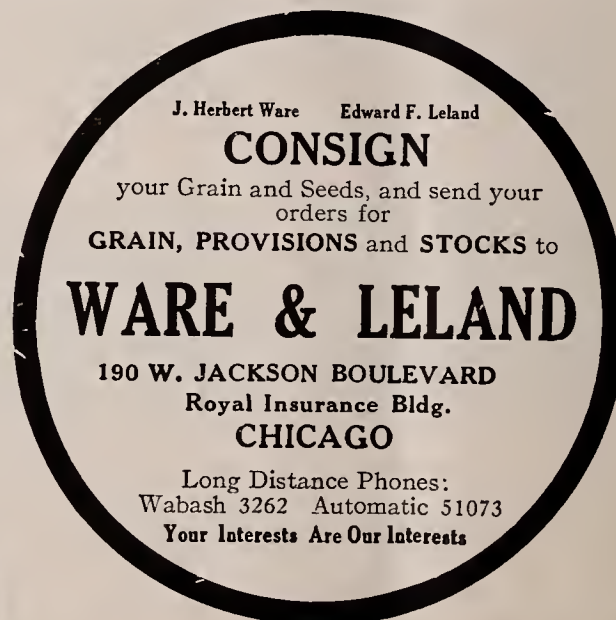 J. Herbert Ware Edward F. Leland
CONSIGN
your Grain and Seeds, and send your
orders for
GRAIN, PROVISIONS and STOCKS to
WARE & LELAND
190 W. JACKSON BOULEVARD
Royal Insurance Bldg.
CHICAGO
Long Distance Phones:
Wabash 3262 Automatic 51073
Your Interests Are Our Interests